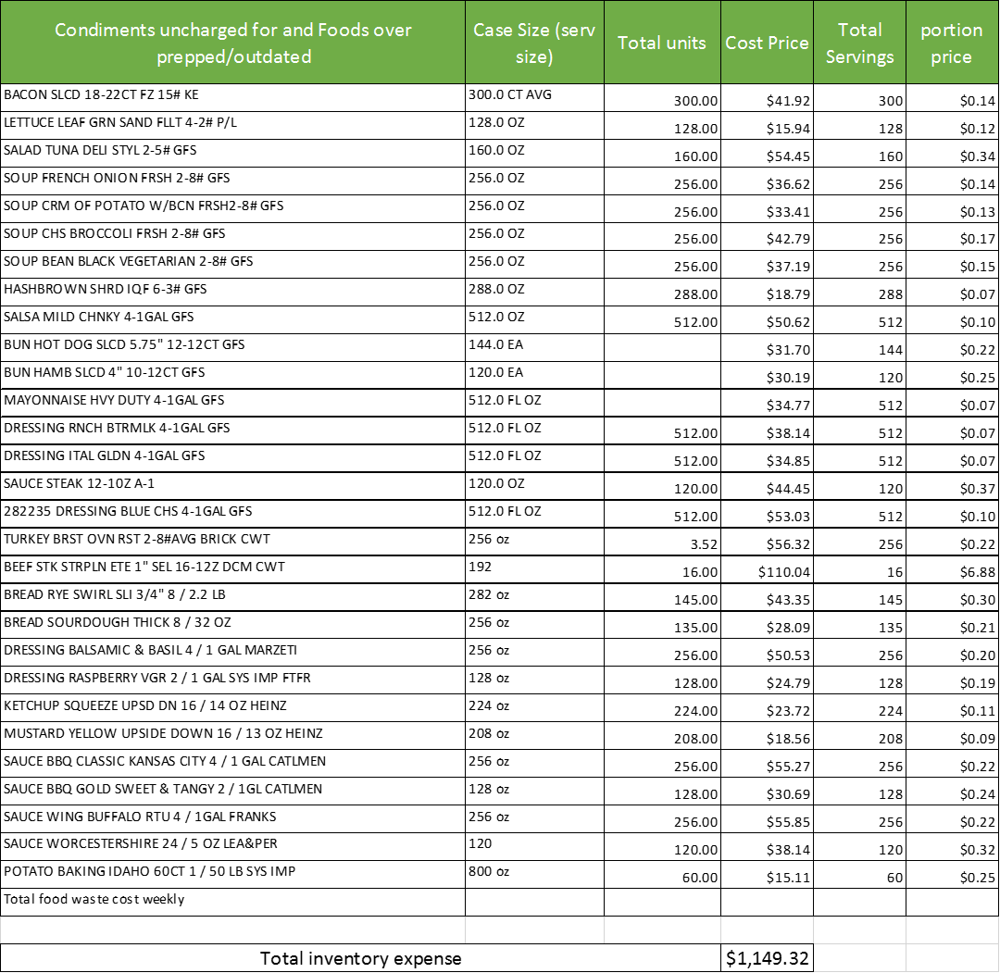 Condiments uncharged for and Foods over prepped/outdated Case Size (serv size) Total units Cost Price Total Servings portion price
BACON SLCD 18-22CT FZ 15# KE 300.0 CT AVG 300.00 $41.92 300 $0.14
LETTUCE LEAF GRN SAND FLLT 4-2# P/L 128.0 OZ 128.00 $15.94 128 $0.12
SALAD TUNA DELI STYL 2-5# GFS 160.0 OZ 160.00 $54.45 160 $0.34
SOUP FRENCH ONION FRSH 2-8# GFS 256.0 OZ 256.00 $36.62 256 $0.14
SOUP CRM OF POTATO W/BCN FRSH2-8# GFS 256.0 OZ 256.00 $33.41 256 $0.13
SOUP CHS BROCCOLI FRSH 2-8# GFS 256.0 OZ 256.00 $42.79 256 $0.17
SOUP BEAN BLACK VEGETARIAN 2-8# GFS 256.0 OZ 256.00 $37.19 256 $0.15
HASHBROWN SHRD IQF 6-3# GFS 288.0 OZ 288.00 $18.79 288 $0.07
SALSA MILD CHNKY 4-1GAL GFS 512.0 OZ 512.00 $50.62 512 $0.10
BUN HOT DOG SLCD 5.75" 12-12CT GFS 144.0 EA $31.70 144 $0.22
BUN HAMB SLCD 4" 10-12CT GFS 120.0 EA $30.19 120 $0.25
MAYONNAISE HVY DUTY 4-1GAL GFS 512.0 FL OZ $34.77 512 $0.07
DRESSING RNCH BTRMLK 4-1GAL GFS 512.0 FL OZ 512.00 $38.14 512 $0.07
DRESSING ITAL GLDN 4-1GAL GFS 512.0 FL OZ 512.00 $34.85 512 $0.07
SAUCE STEAK 12-10Z A-1 120.0 OZ 120.00 $44.45 120 $0.37
282235 DRESSING BLUE CHS 4-1GAL GFS 512.0 FL OZ 512.00 $53.03 512 $0.10
TURKEY BRST OVN RST 2-8#AVG BRICK CWT 256 oz 3.52 $56.32 256 $0.22
BEEF STK STRPLN ETE 1" SEL 16-12Z DCM CWT 192 16.00 $110.04 16 $6.88
BREAD RYE SWIRL SLI 3/4" 8 / 2.2 LB 282 oz 145.00 $43.35 145 $0.30
BREAD SOURDOUGH THICK 8 / 32 OZ 256 oz 135.00 $28.09 135 $0.21
DRESSING BALSAMIC & BASIL 4 / 1 GAL MARZETI 256 oz 256.00 $50.53 256 $0.20
DRESSING RASPBERRY VGR 2 / 1 GAL SYS IMP FTFR 128 oz 128.00 $24.79 128 $0.19
KETCHUP SQUEEZE UPSD DN 16 / 14 OZ HEINZ 224 oz 224.00 $23.72 224 $0.11
MUSTARD YELLOW UPSIDE DOWN 16 / 13 OZ HEINZ 208 oz 208.00 $18.56 208 $0.09
SAUCE BBQ CLASSIC KANSAS CITY 4 / 1 GAL CATLMEN 256 oz 256.00 $55.27 256 $0.22
SAUCE BBQ GOLD SWEET & TANGY 2 / 1GL CATLMEN 128 oz 128.00 $30.69 128 $0.24
SAUCE WING BUFFALO RTU 4 / 1GAL FRANKS 256 oz 256.00 $55.85 256 $0.22
SAUCE WORCESTERSHIRE 24 / 5 OZ LEA&PER 120 120.00 $38.14 120 $0.32
POTATO BAKING IDAHO 60CT 1 / 50 LB SYS IMP 800 oz 60.00 $15.11 60 $0.25
Total food waste cost weekly
Total inventory expense $1,149.32